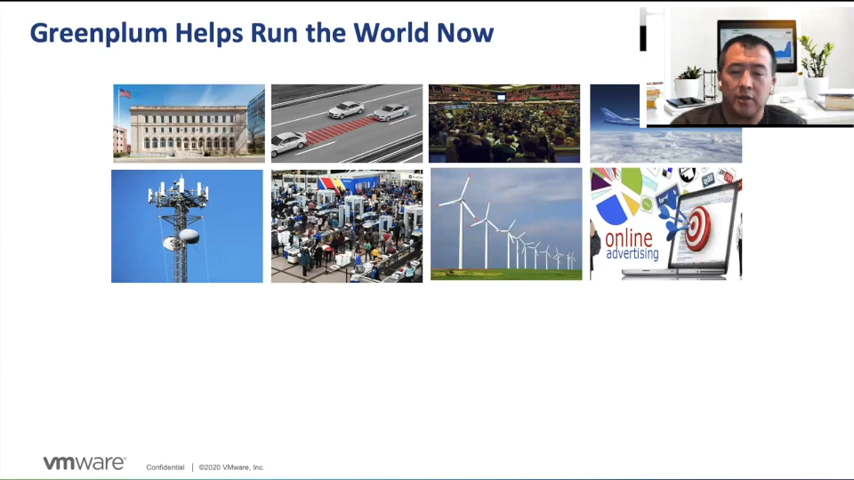 Greenplum Helps Run the World Now
online
advertising
vmware
Confidential | ©2020 VMware, Inc.